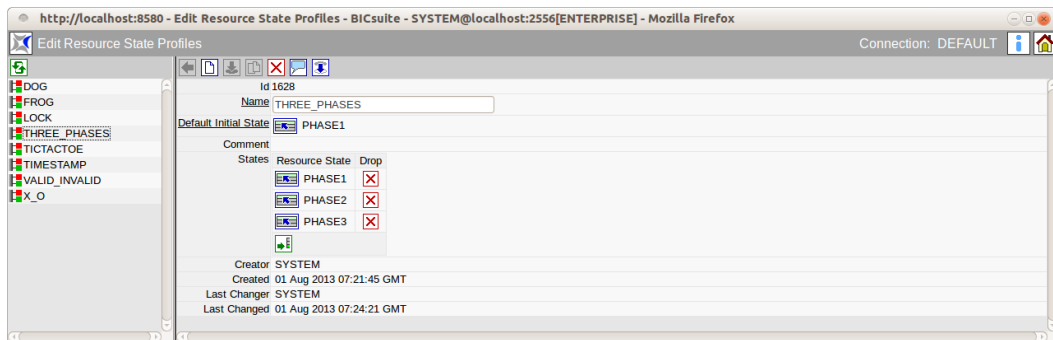 http://localhost:8580 - Edit Resource State Profiles - BICsuite - SYSTEM@localhost:2556[ENTERPRISE] - Mozilla Firefox
Edit Resource State Profiles
Connection: DEFAULT
DOG
FROG
LOCK
THREE_PHASES
TICTACTOE
TIMESTAMP
VALID_INVALID
X_O
Id 1628
Name THREE_PHASES
Default Initial State PHASE1
Comment
States Resource State Drop
PHASE1
PHASE2
PHASE3
Creator SYSTEM
Created 01 Aug 2013 07:21:45 GMT
Last Changer SYSTEM
Last Changed 01 Aug 2013 07:24:21 GMT